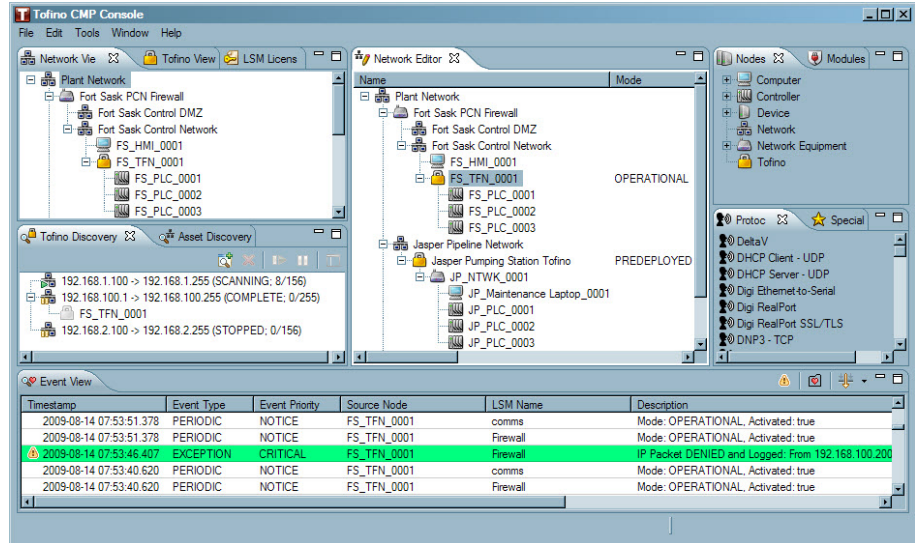 Tofino CMP Console
File Edit Tools Window Help
Network Vie
Tofino View
LSM Licens
Plant Network
Fort Sask PCN Firewall
Fort Sask Control DMZ
Fort Sask Control Network
FS_HMI_0001
FS_TFN_0001
FS_PLC_0001
FS_PLC_0002
FS_PLC_0003
Tofino Discovery
Asset Discovery
192.168.1.100 -> 192.168.1.255 (SCANNING; 8/156)
192.168.100.1 -> 192.168.100.255 (COMPLETE; 0/255)
FS_TFN_0001
192.168.2.100 -> 192.168.2.255 (STOPPED; 0/156)
Network Editor
Name Mode
Plant Network
Fort Sask PCN Firewall
Fort Sask Control DMZ
Fort Sask Control Network
FS_HMI_0001
FS_TFN_0001 OPERATIONAL
FS_PLC_0001
FS_PLC_0002
FS_PLC_0003
Jasper Pipeline Network
Jasper Pumping Station Tofino PREDEPLOYED
JP_NTWK_0001
JP_Maintenance Laptop_0001
JP_PLC_0001
JP_PLC_0002
JP_PLC_0003
Nodes
Modules
Computer
Controller
Device
Network
Network Equipment
Tofino
Protoc
Special
DeltaV
DHCP Client - UDP
DHCP Server - UDP
Digi Ethernet-to-Serial
Digi RealPort
Digi RealPort SSL/TLS
DNP3 - TCP
Event View
Timestamp Event Type Event Priority Source Node LSM Name Description
2009-08-14 07:53:51.378 PERIODIC NOTICE FS_TFN_0001 comms Mode: OPERATIONAL, Activated: true
2009-08-14 07:53:51.378 PERIODIC NOTICE FS_TFN_0001 Firewall Mode: OPERATIONAL, Activated: true
2009-08-14 07:53:46.407 EXCEPTION CRITICAL FS_TFN_0001 Firewall IP Packet DENIED and Logged: From 192.168.100.200
2009-08-14 07:53:40.620 PERIODIC NOTICE FS_TFN_0001 comms Mode: OPERATIONAL, Activated: true
2009-08-14 07:53:40.620 PERIODIC NOTICE FS_TFN_0001 Firewall Mode: OPERATIONAL, Activated: true